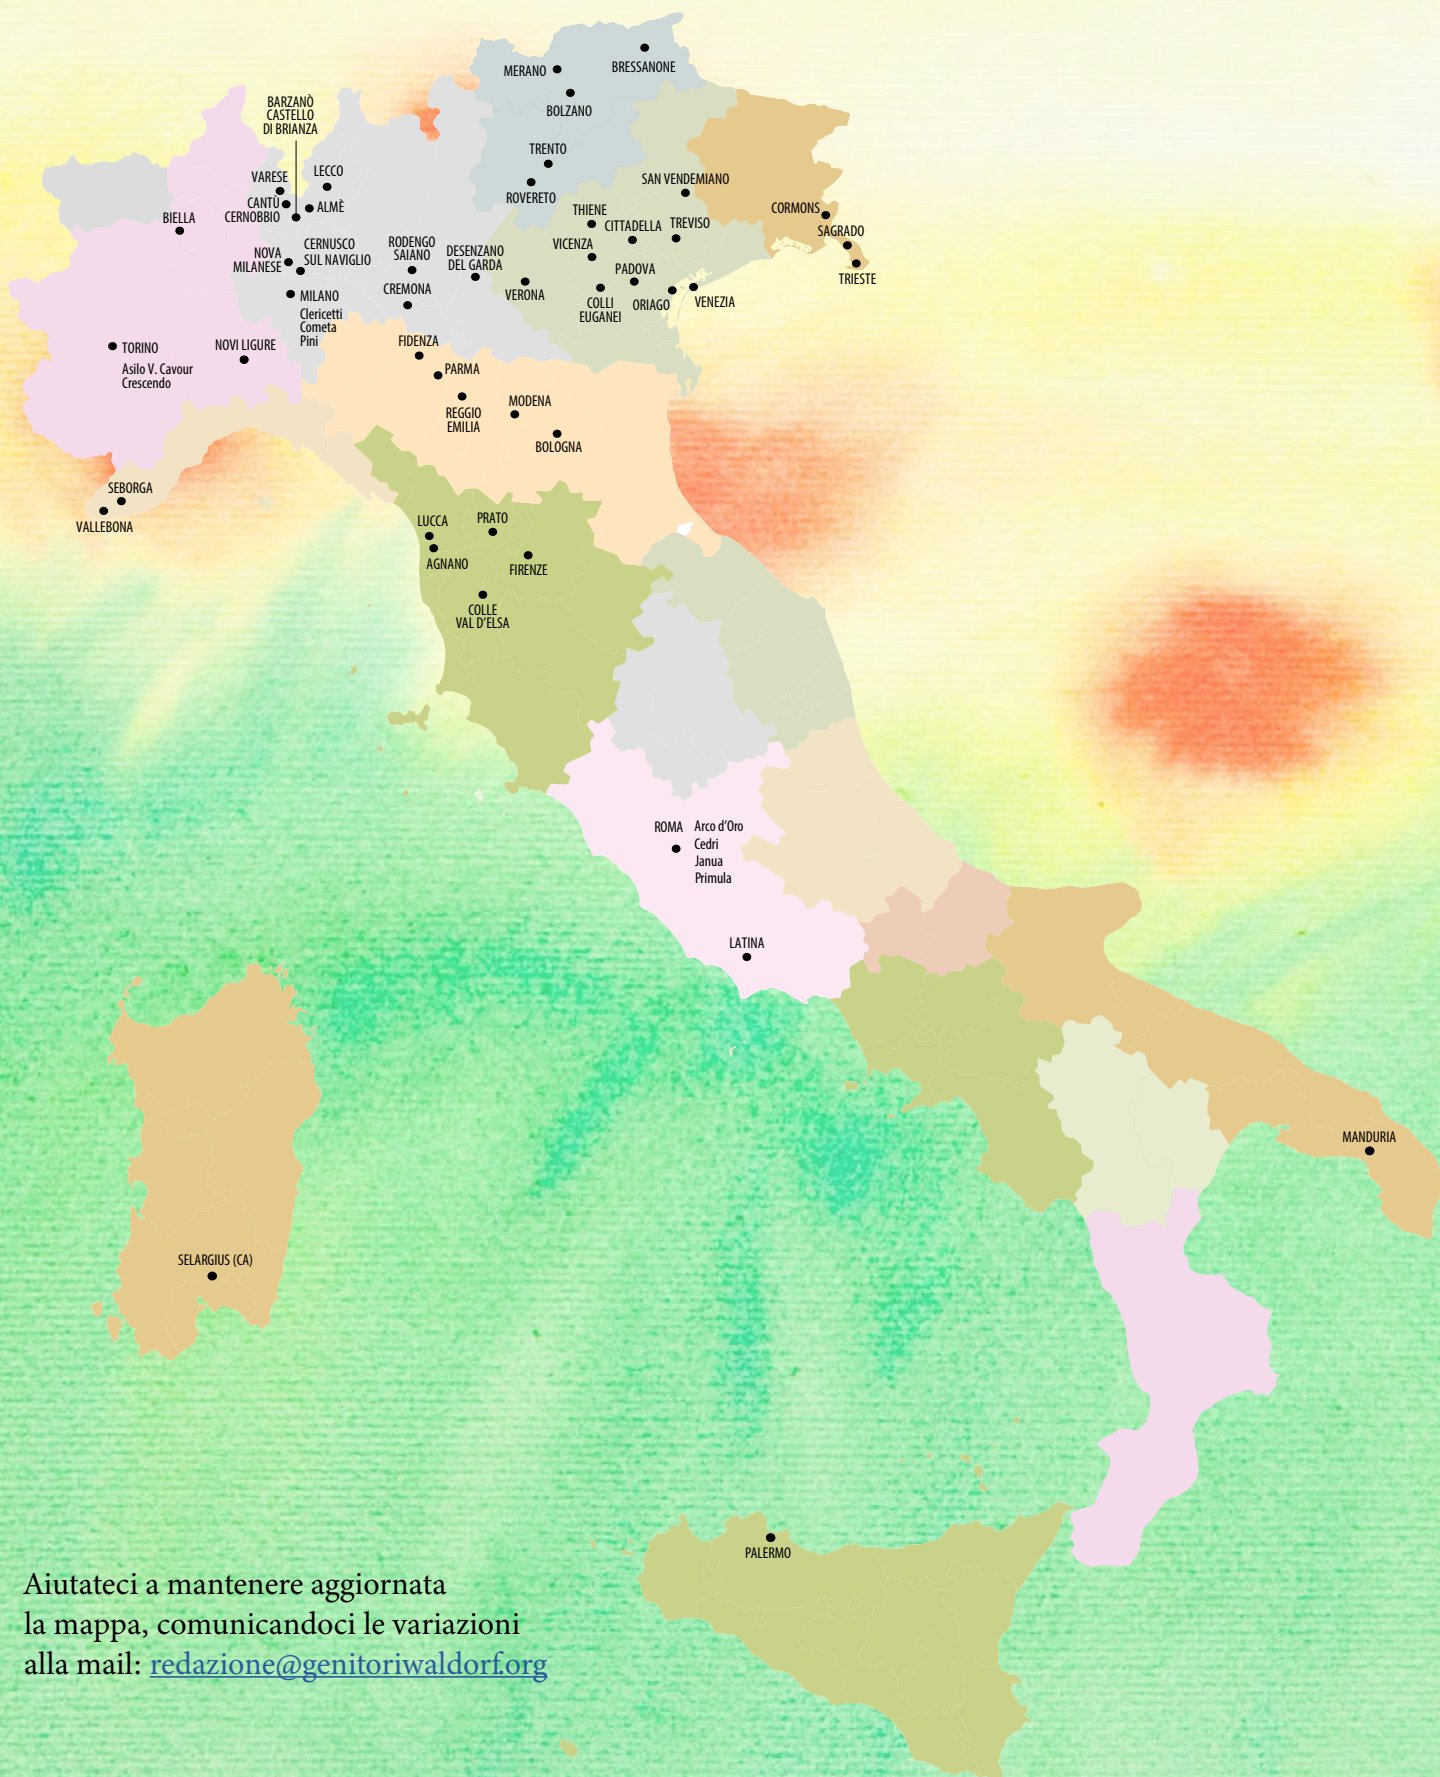 MERANO
BRESSANONE
BOLZANO
TRENTO
ROVERETO
BARZANÒ
CASTELLO
DI BRIANZA
VARESE
LECCO
CANTÙ
CERNOBBIO
ALMÈ
BIELLA
NOVA
MILANESE
CERNUSCO
SUL NAVIGLIO
RODENGO
SAIANO
DESENZANO
DEL GARDA
CREMONA
MILANO
Clericetti
Cometa
Pini
SAN VENDEMIANO
THIENE
CITTADELLA
TREVISO
VICENZA
PADOVA
VERONA
COLLI
EUGANEI
ORIAGO
VENEZIA
CORMONS
SAGRADO
TRIESTE
TORINO
Asilo V. Cavour
Crescendo
NOVI LIGURE
FIDENZA
PARMA
REGGIO
EMILIA
MODENA
BOLOGNA
SEBORGA
VALLEBONA
LUCCA
PRATO
AGNANO
FIRENZE
COLLE
VAL D'ELSA
ROMA
Arco d'Oro
Cedri
Janua
Primula
LATINA
MANDURIA
SELARGIUS (CA)
PALERMO
Aiutateci a mantenere aggiornata
la mappa, comunicandoci le variazioni
alla mail: redazione@genitoriwaldorf.org